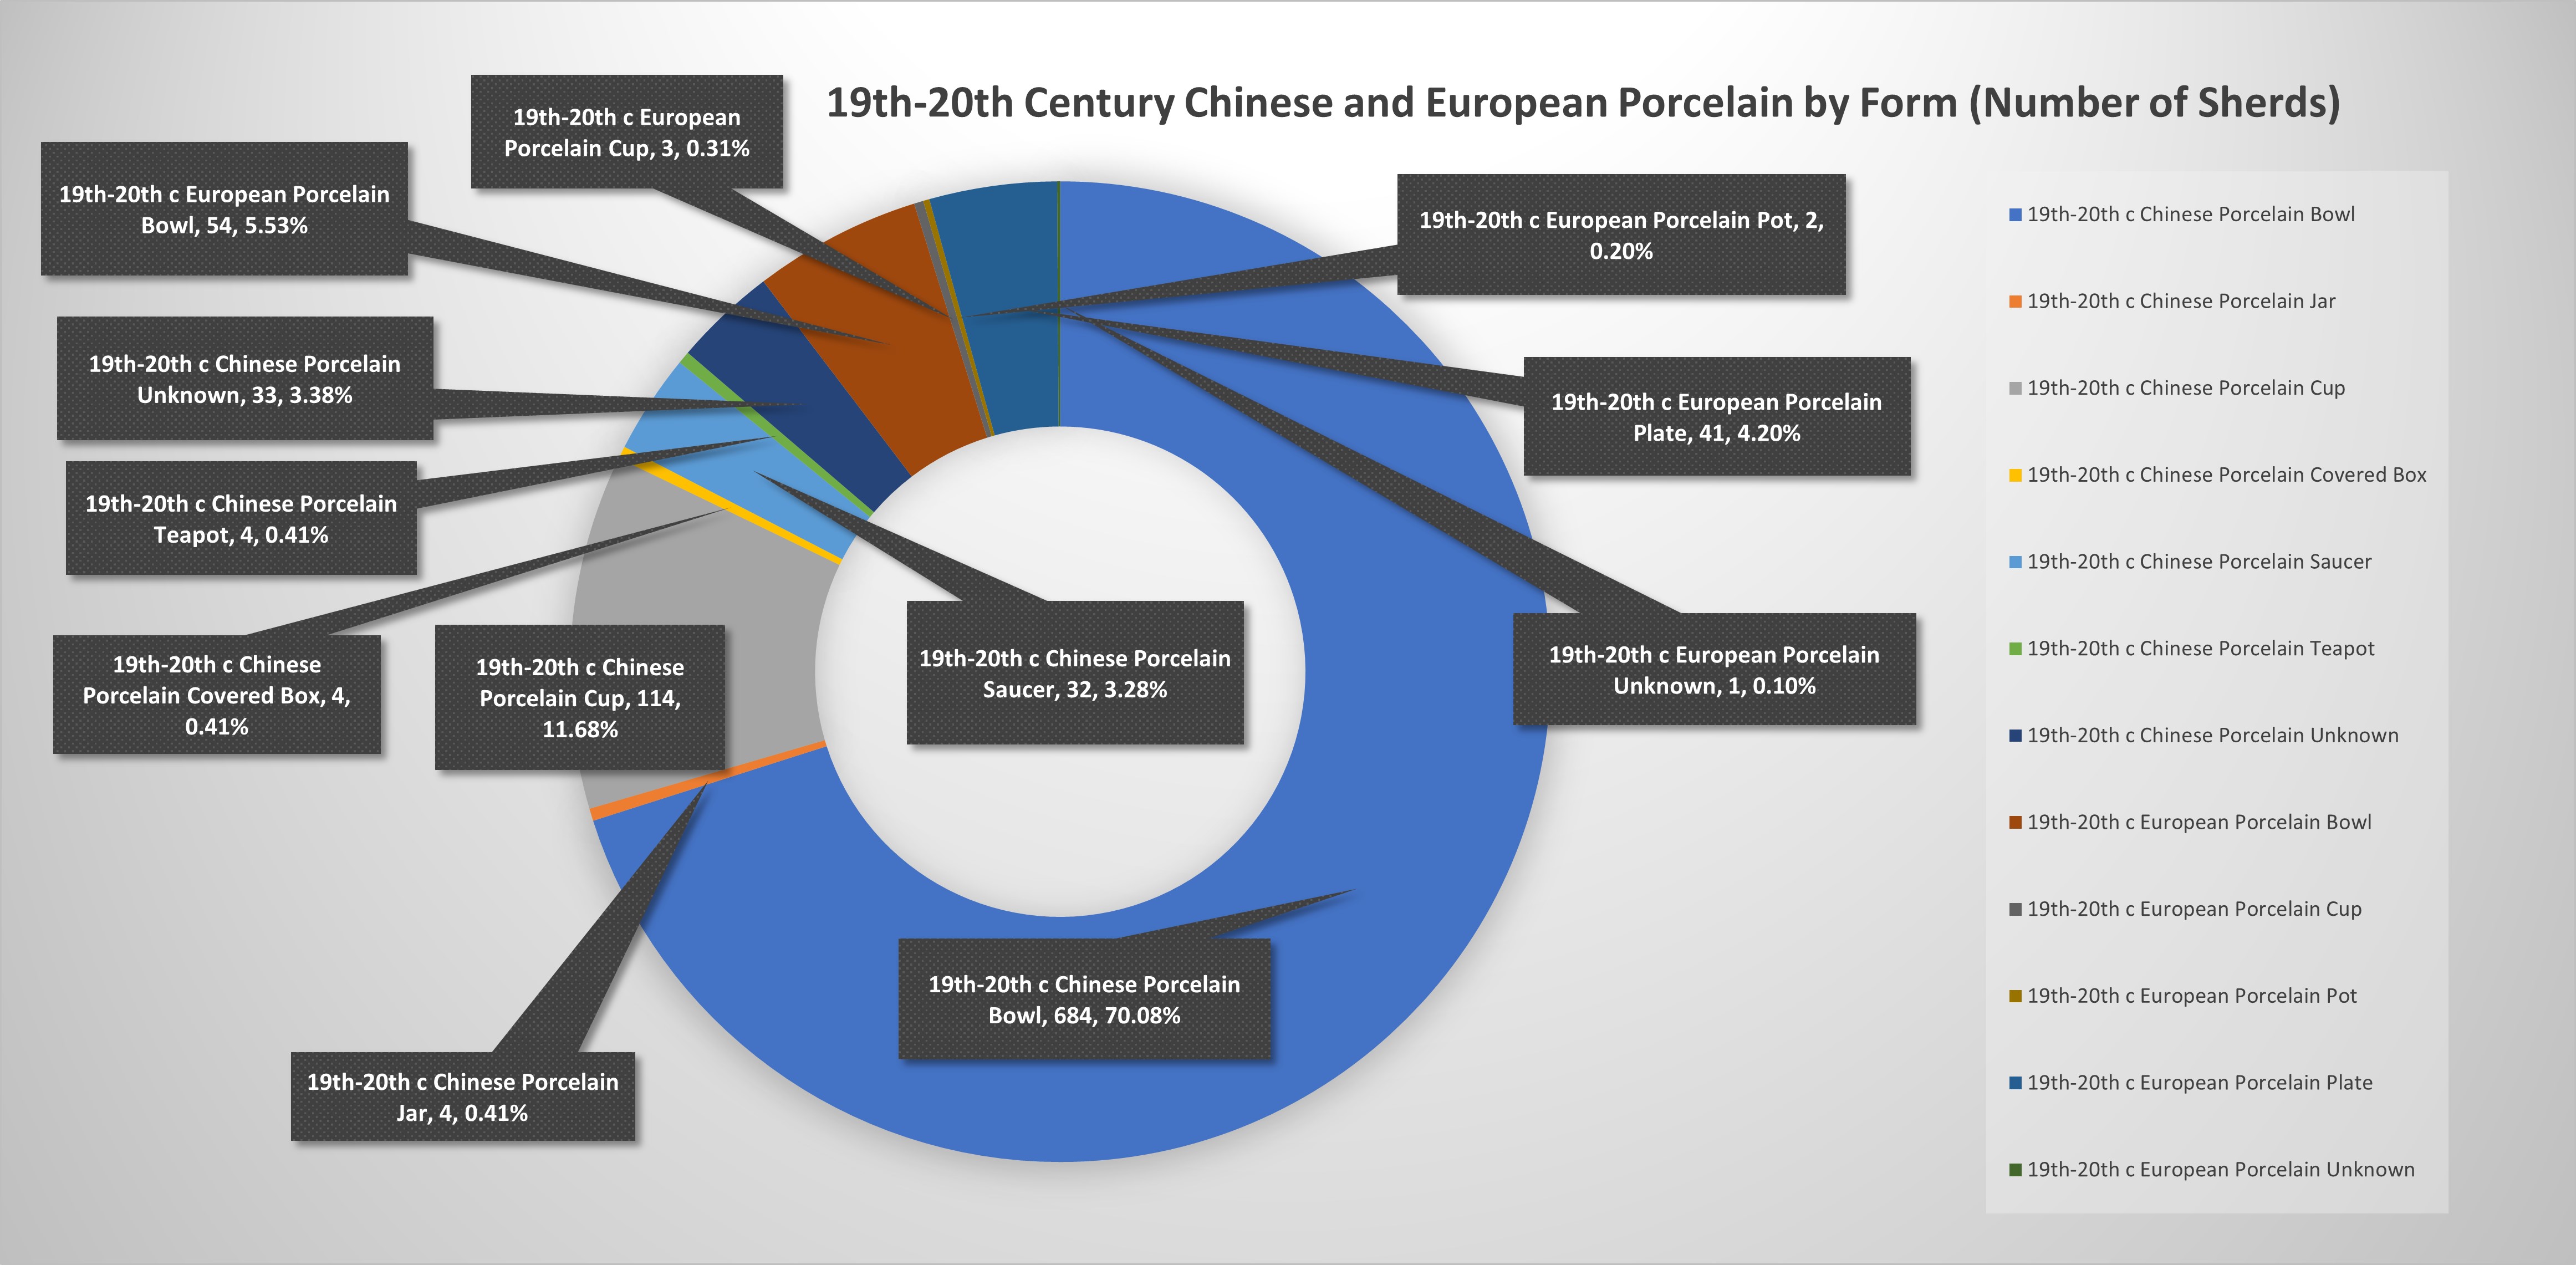 19th-20th Century Chinese and European Porcelain by Form (Number of Sherds)
19th-20th c European
Porcelain Cup, 3, 0.31%
19th-20th c European Porcelain
Bowl, 54, 5.53%
19th-20th c Chinese Porcelain
Unknown, 33, 3.38%
19th-20th c Chinese Porcelain
Teapot, 4, 0.41%
19th-20th c Chinese
Porcelain Covered Box, 4,
0.41%
19th-20th c Chinese
Porcelain Cup, 114,
11.68%
19th-20th c Chinese Porcelain
Saucer, 32, 3.28%
19th-20th c Chinese Porcelain
Jar, 4, 0.41%
19th-20th c Chinese Porcelain
Bowl, 684, 70.08%
19th-20th c European Porcelain Pot, 2,
0.20%
19th-20th c European Porcelain
Plate, 41, 4.20%
19th-20th c European Porcelain
Unknown, 1, 0.10%
19th-20th c Chinese Porcelain Bowl
19th-20th c Chinese Porcelain Jar
19th-20th c Chinese Porcelain Cup
19th-20th c Chinese Porcelain Covered Box
19th-20th c Chinese Porcelain Saucer
19th-20th c Chinese Porcelain Teapot
19th-20th c Chinese Porcelain Unknown
19th-20th c European Porcelain Bowl
19th-20th c European Porcelain Cup
19th-20th c European Porcelain Pot
19th-20th c European Porcelain Plate
19th-20th c European Porcelain Unknown